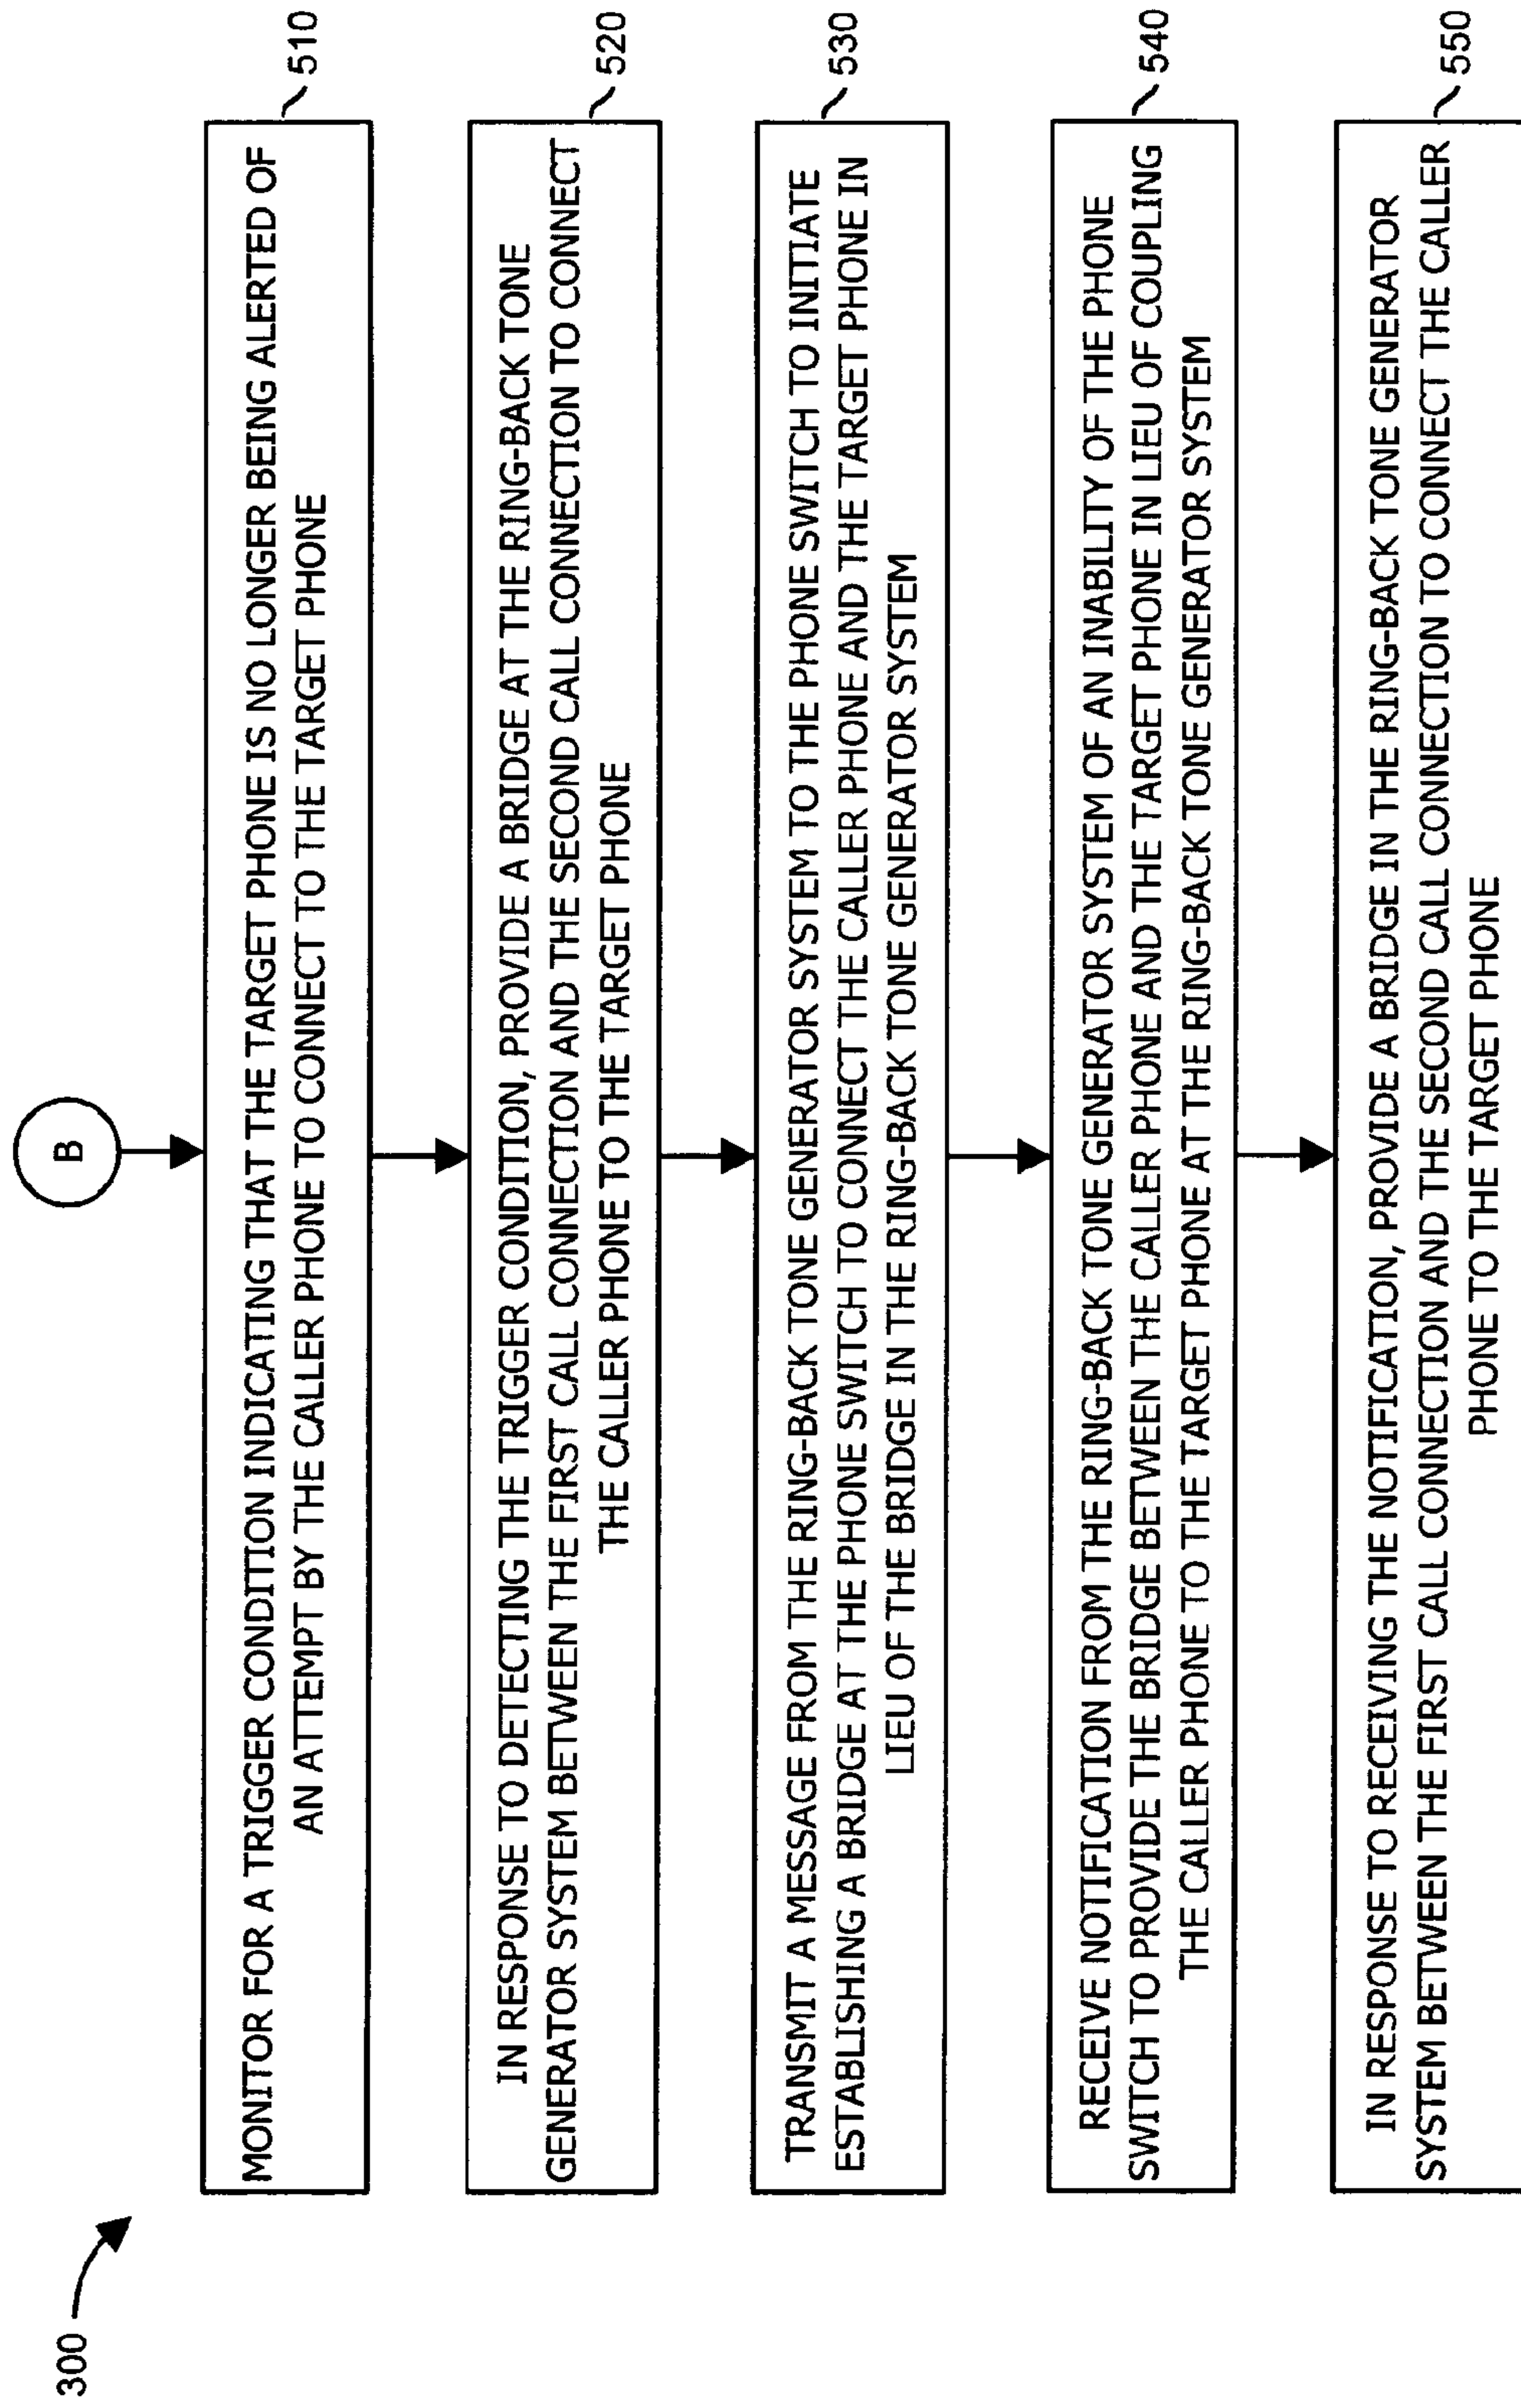 300
B
MONITOR FOR A TRIGGER CONDITION INDICATING THAT THE TARGET PHONE IS NO LONGER BEING ALERTED OF
AN ATTEMPT BY THE CALLER PHONE TO CONNECT TO THE TARGET PHONE
510
IN RESPONSE TO DETECTING THE TRIGGER CONDITION, PROVIDE A BRIDGE AT THE RING-BACK TONE
GENERATOR SYSTEM BETWEEN THE FIRST CALL CONNECTION AND THE SECOND CALL CONNECTION TO CONNECT
THE CALLER PHONE TO THE TARGET PHONE
520
TRANSMIT A MESSAGE FROM THE RING-BACK TONE GENERATOR SYSTEM TO THE PHONE SWITCH TO INITIATE
ESTABLISHING A BRIDGE AT THE PHONE SWITCH TO CONNECT THE CALLER PHONE AND THE TARGET PHONE IN
LIEU OF THE BRIDGE IN THE RING-BACK TONE GENERATOR SYSTEM
530
RECEIVE NOTIFICATION FROM THE RING-BACK TONE GENERATOR SYSTEM OF AN INABILITY OF THE PHONE
SWITCH TO PROVIDE THE BRIDGE BETWEEN THE CALLER PHONE AND THE TARGET PHONE IN LIEU OF COUPLING
THE CALLER PHONE TO THE TARGET PHONE AT THE RING-BACK TONE GENERATOR SYSTEM
540
IN RESPONSE TO RECEIVING THE NOTIFICATION, PROVIDE A BRIDGE IN THE RING-BACK TONE GENERATOR
SYSTEM BETWEEN THE FIRST CALL CONNECTION AND THE SECOND CALL CONNECTION TO CONNECT THE CALLER
PHONE TO THE TARGET PHONE
550